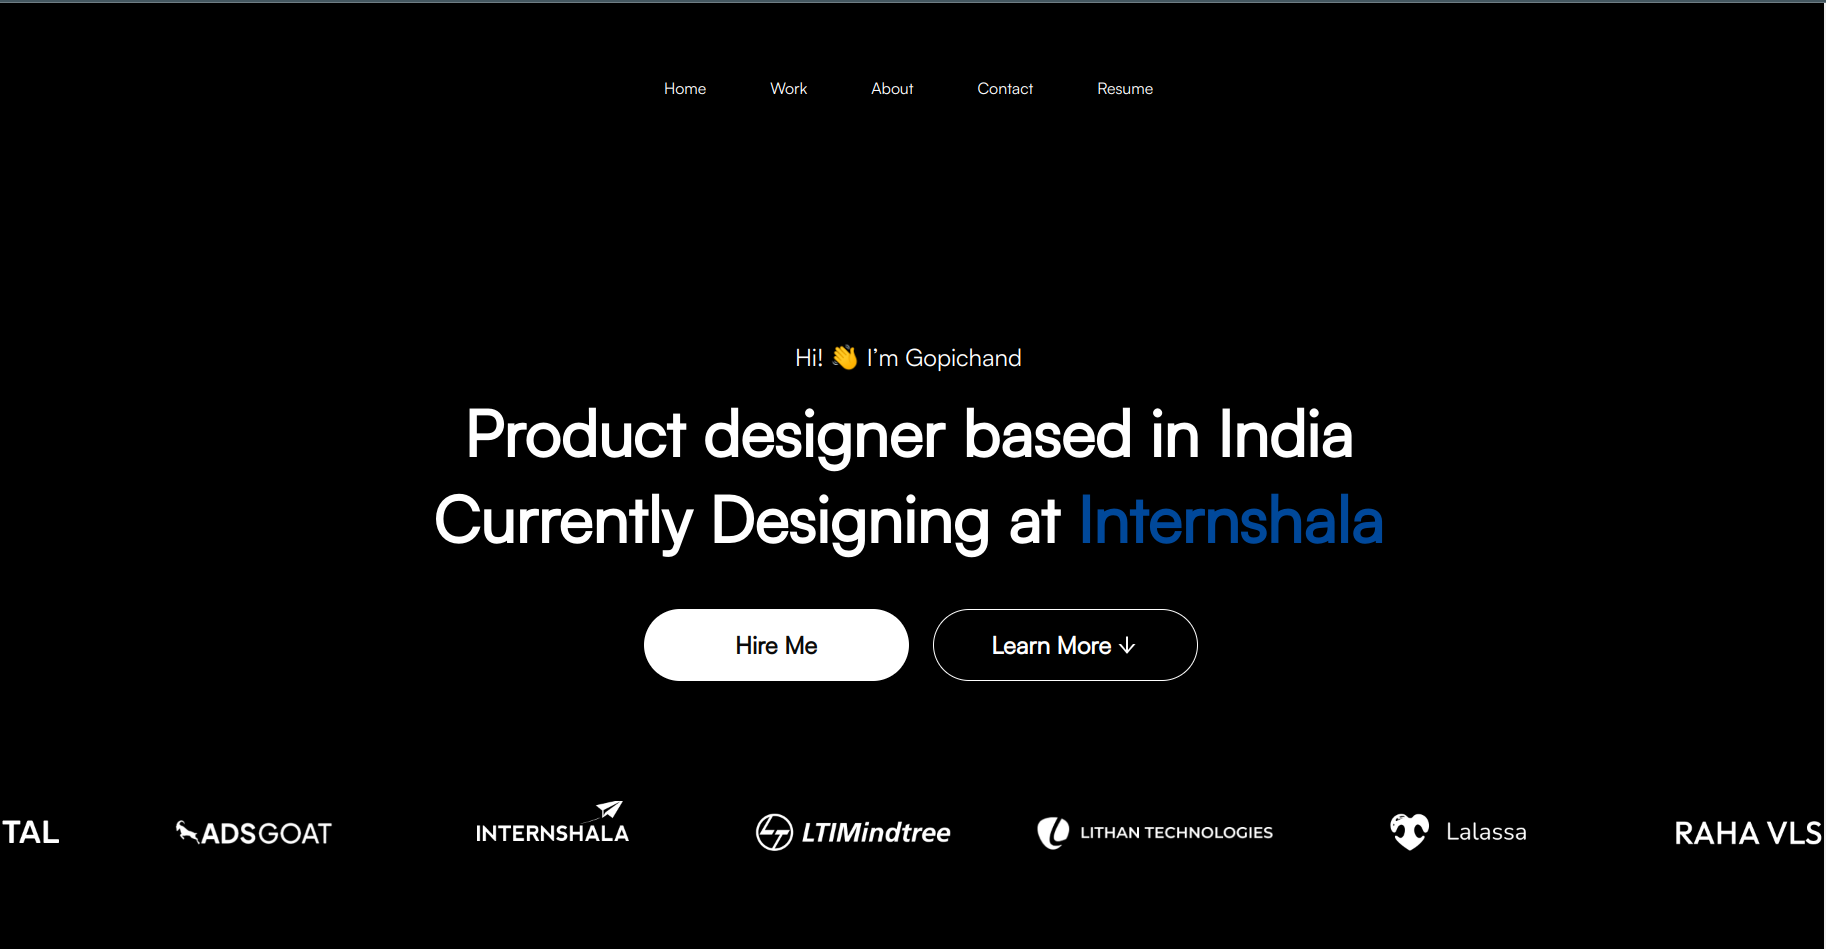 Home Work About Contact Resume
Hi! 👋 I’m Gopichand
Product designer based in India
Currently Designing at Internshala
Hire Me Learn More ↓
TAL ADSGOAT INTERNSHALA LTIMindtree LITHAN TECHNOLOGIES Lalassa RAHA VLS